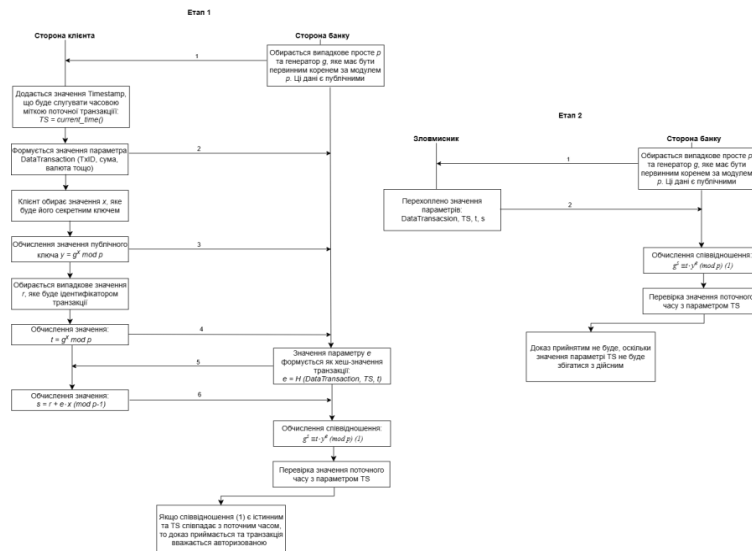 Етап 1
Сторона клієнта
Сторона банку
1
Обирається випадкове просте p
та генератор g, яке має бути
первинним коренем за модулем
p. Ці дані є публічними
Додається значення Timestamp,
що буде слугувати часовою
міткою поточної транзакціїї:
TS = current_time()
Формується значення параметра
DataTransaction (TxID, сума,
валюта тощо)
2
Клієнт обирає значення x, яке
буде його секретним ключем
Обчислення значення публічного
ключа y = g^x mod p
3
Обирається випадкове значення
r, яке буде ідентифікатором
транзакції
Обчислення значення:
t = g^x mod p
4
Значення параметру e
формується як хеш-значення
транзакції:
e = H (DataTransaction, TS, t)
5
Обчислення значення:
s = r + e· x (mod p-1)
6
Обчислення співвідношення:
(mod p) (1)
Перевірка значення поточного
часу з параметром TS
Якщо співвідношення (1) є істинним
та TS співпадає з поточним часом,
то доказ приймається та транзакція
вважається авторизованою
Етап 2
Зловмисник
Сторона банку
1
Обирається випадкове просте p
та генератор g, яке має бути
первинним коренем за модулем
p. Ці дані є публічними
Перехоплено значення
параметрів:
DataTransacsion, TS, t, s
2
Обчислення співвідношення:
(mod p) (1)
Перевірка значення поточного
часу з параметром TS
Доказ прийнятим не буде, оскільки
значення параметрі TS не буде
збігатися з дійсним